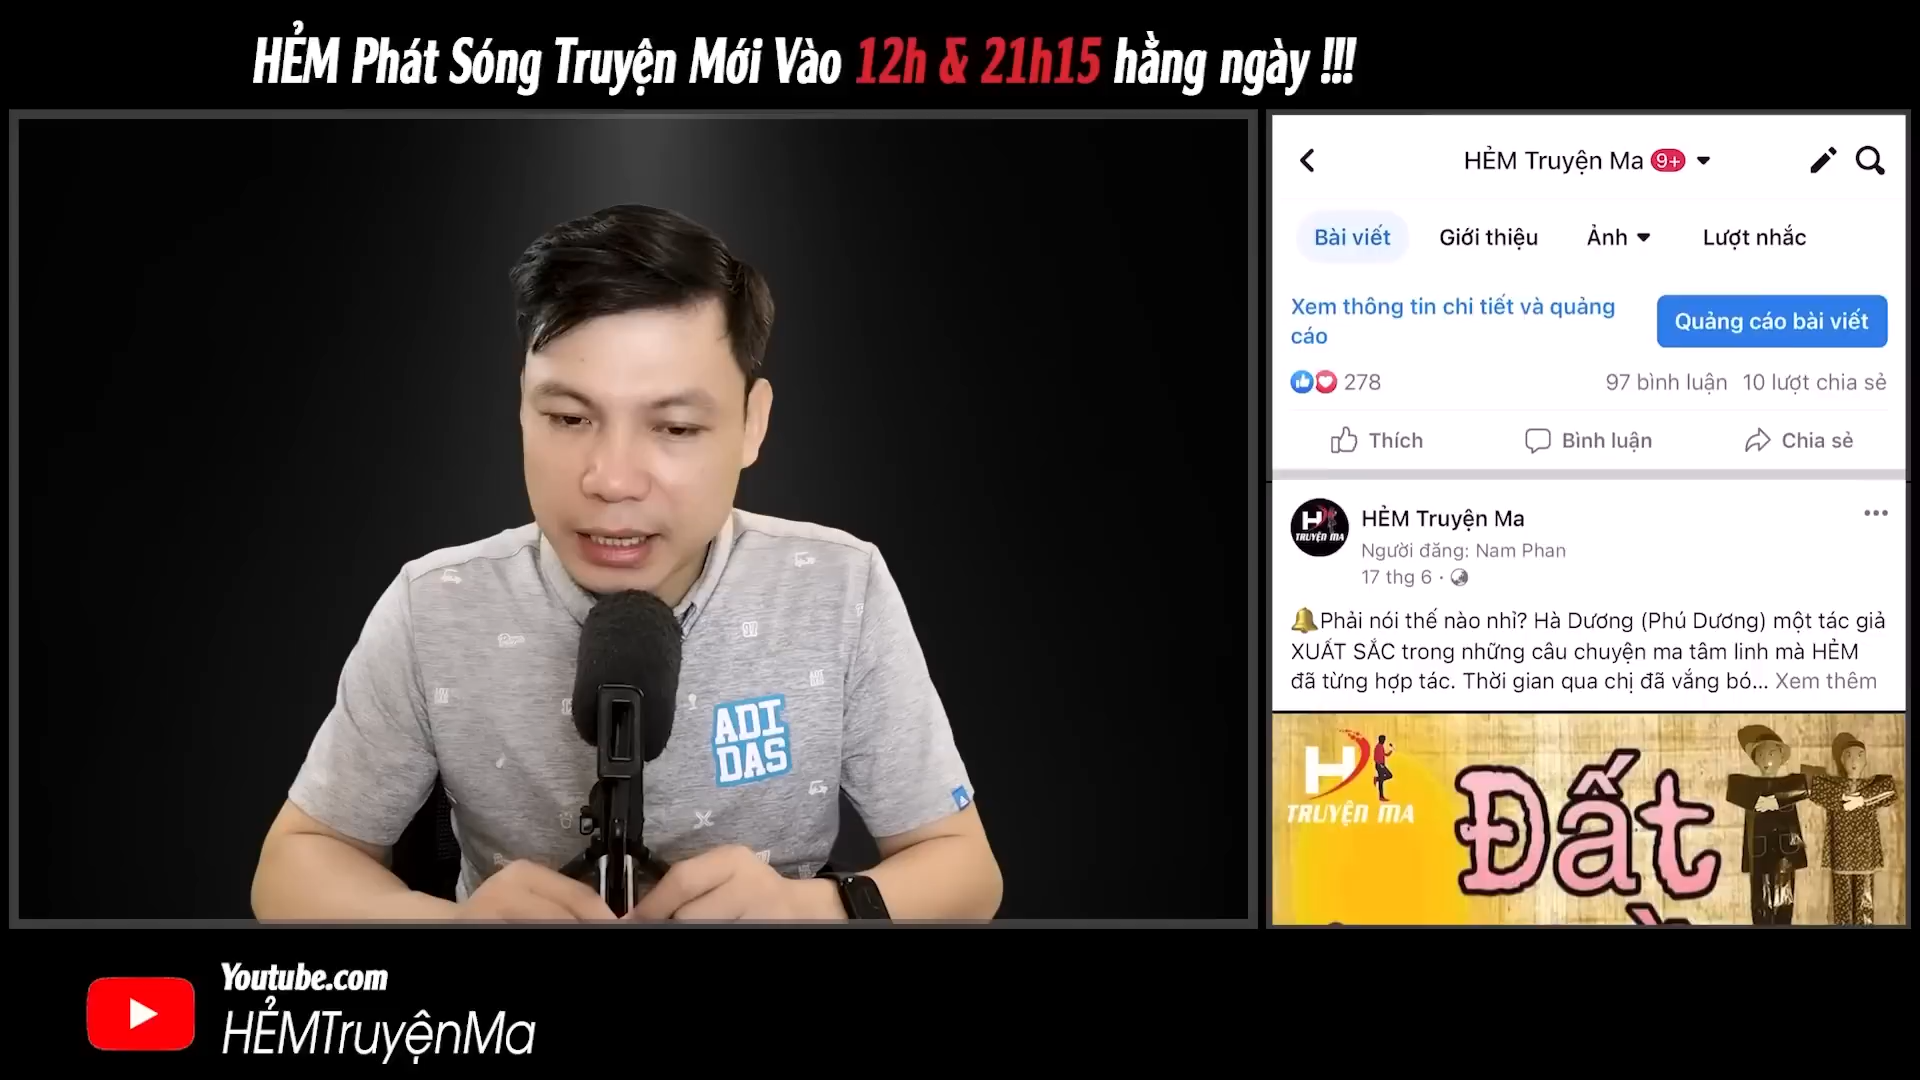 HẺM Phát Sóng Truyện Mới Vào 12h & 21h15 hằng ngày !!!
HẺM Truyện Ma 9+
Bài viết Giới thiệu Ảnh Lượt nhắc
Xem thông tin chi tiết và quảng
cáo
Quảng cáo bài viết
278 97 bình luận 10 lượt chia sẻ
Thích Bình luận Chia sẻ
H
TRUYỆN MA
HẺM Truyện Ma
Người đăng: Nam Phan
17 thg 6 ·
Phải nói thế nào nhỉ? Hà Dương (Phú Dương) một tác giả
XUẤT SẮC trong những câu chuyện ma tâm linh mà HẺM
đã từng hợp tác. Thời gian qua chị đã vắng bó... Xem thêm
H
TRUYỆN MA
Đất
97
ADI
DAS
Youtube.com
HẺMTruyệnMa